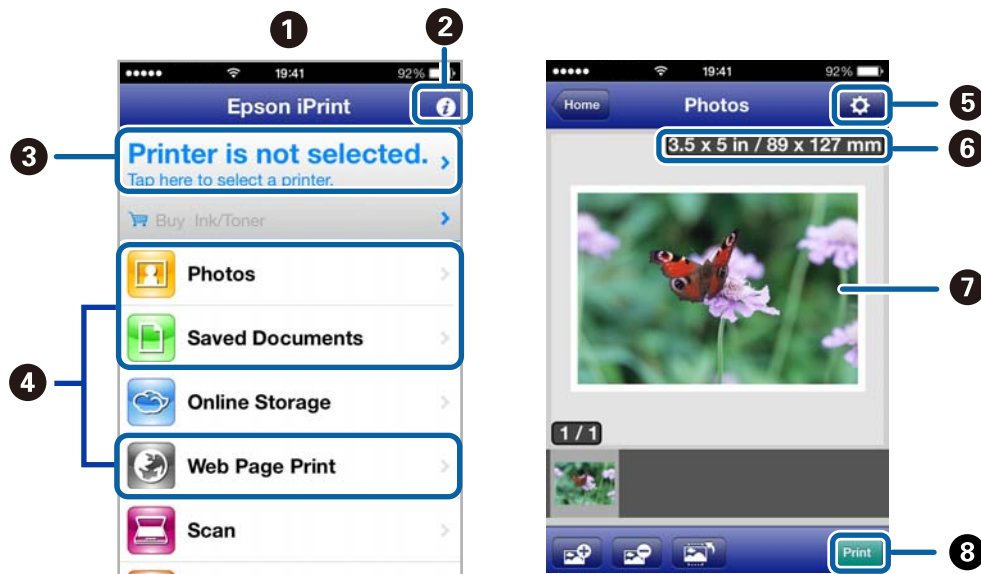 1
2
19:41
92%
Epson iPrint
3
Printer is not selected.
Tap here to select a printer.
Buy Ink/Toner
Photos
Saved Documents
4
Online Storage
Web Page Print
Scan
19:41
92%
Home
Photos
5
3.5 x 5 in / 89 x 127 mm
6
7
1 / 1
Print
8